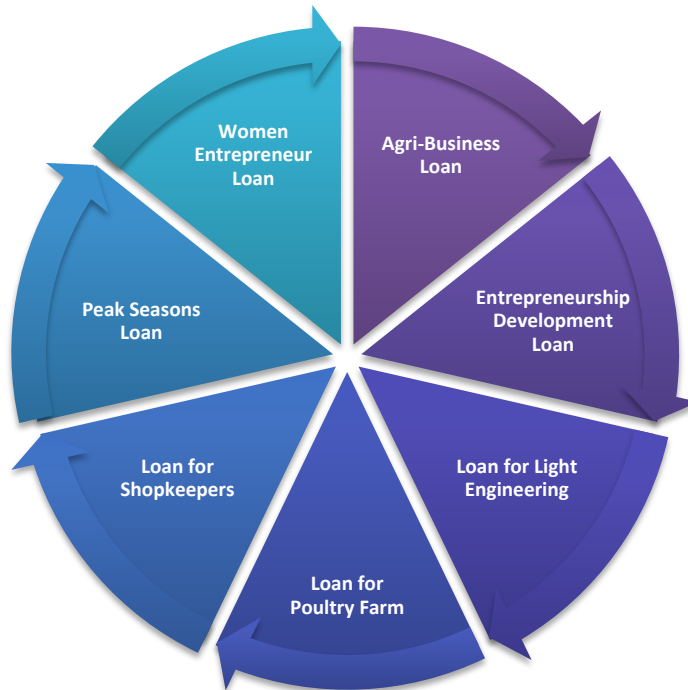 Women
Entrepreneur
Loan
Agri-Business
Loan
Peak Seasons
Loan
Entrepreneurship
Development
Loan
Loan for
Shopkeepers
Loan for Light
Engineering
Loan for
Poultry Farm